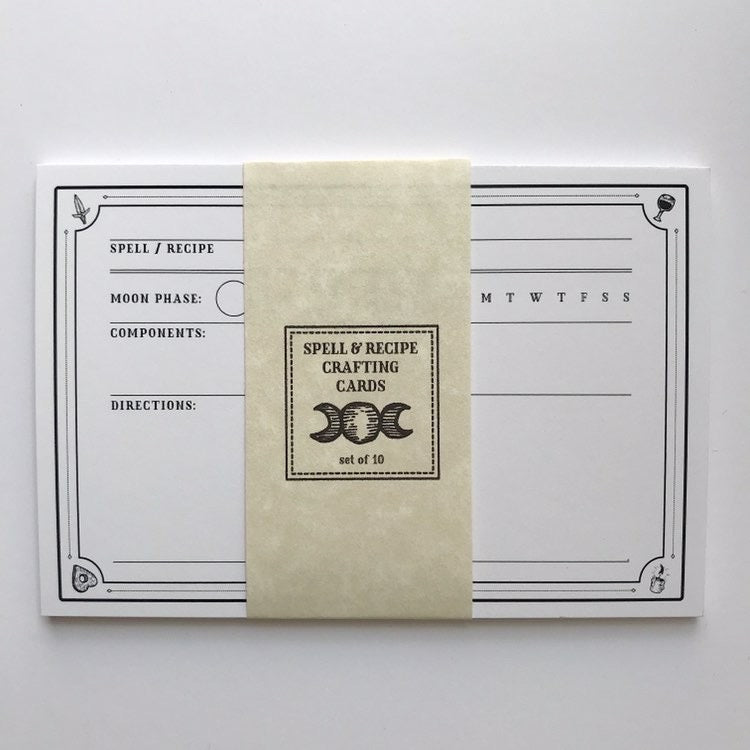 SPELL / RECIPE
MOON PHASE:
M T W T F S S
COMPONENTS:
DIRECTIONS:
SPELL & RECIPE
CRAFTING
CARDS
set of 10